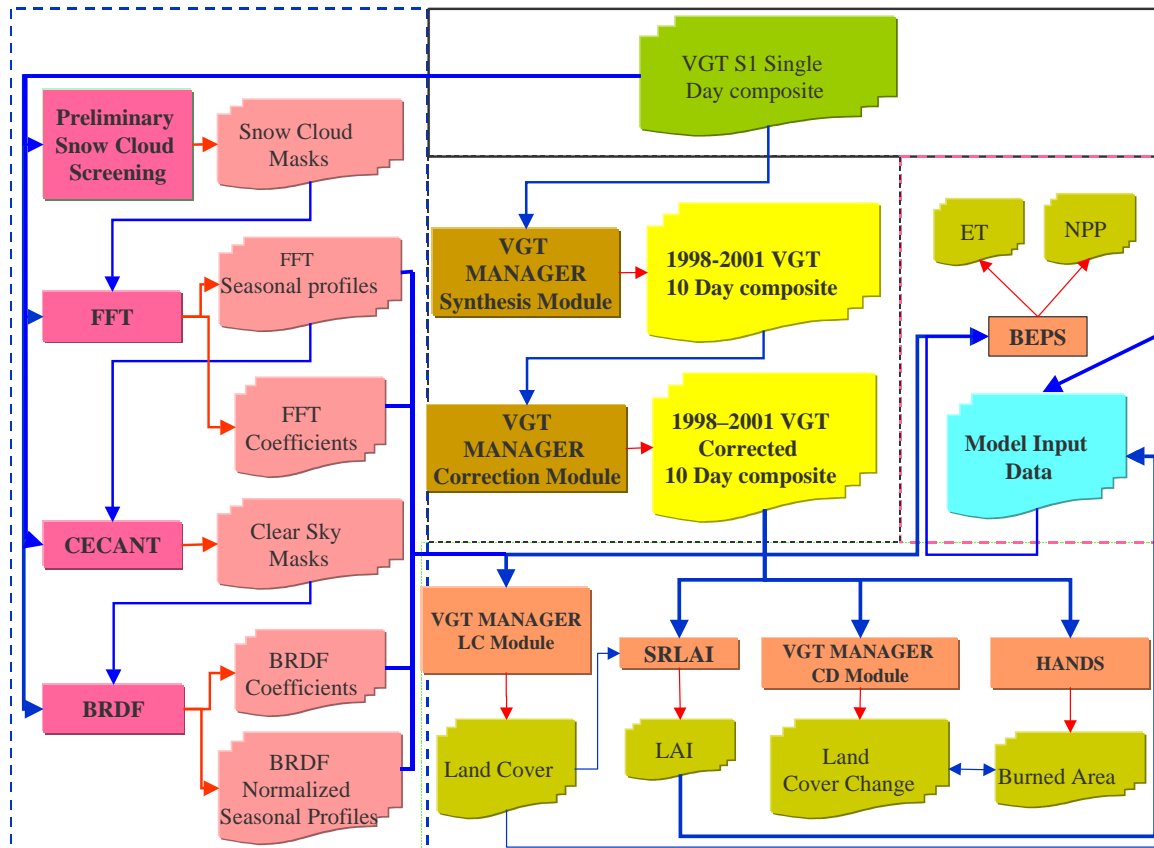 VGT S1 Single
Day composite
Preliminary
Snow Cloud
Screening
Snow Cloud
Masks
FFT
Seasonal profiles
FFT
FFT
Coefficients
CECANT
Clear Sky
Masks
BRDF
BRDF
Coefficients
BRDF
Normalized
Seasonal Profiles
VGT
MANAGER
Synthesis Module
1998-2001 VGT
10 Day composite
VGT
MANAGER
Correction Module
1998–2001 VGT
Corrected
10 Day composite
ET
NPP
BEPS
Model Input
Data
VGT MANAGER
LC Module
SRLAI
VGT MANAGER
CD Module
HANDS
Land Cover
LAI
Land
Cover Change
Burned Area